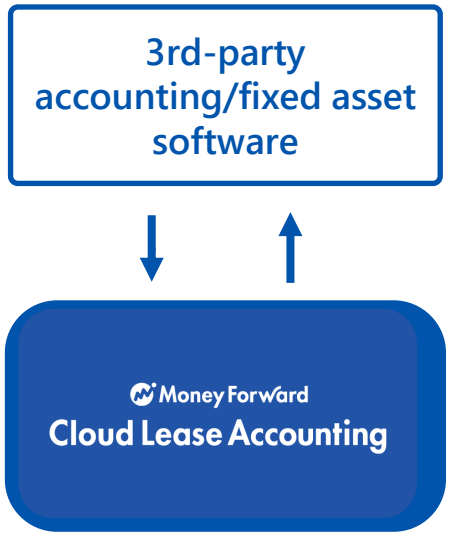 3rd-party
accounting/fixed asset
software
Money Forward
Cloud Lease Accounting